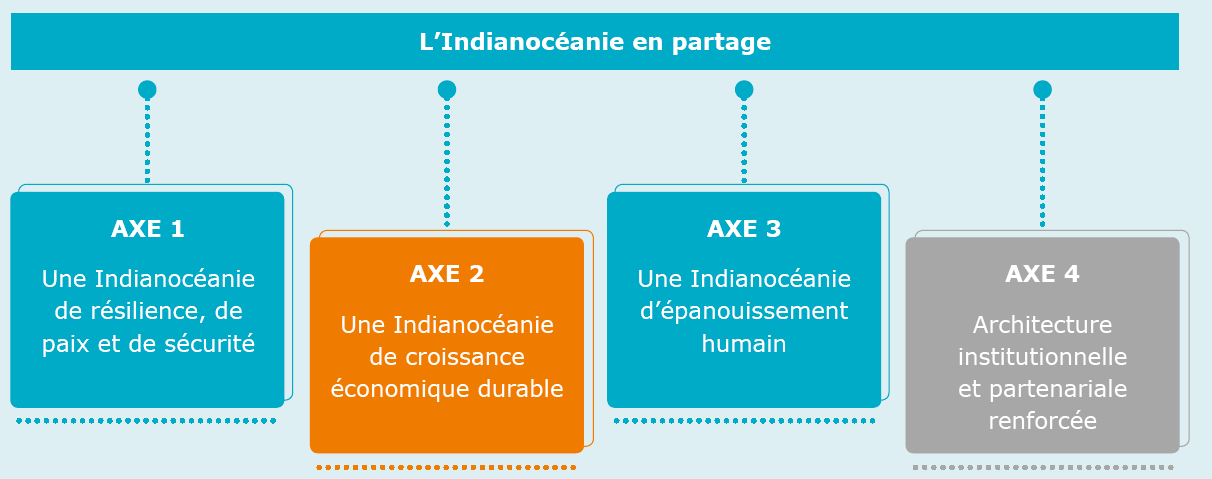 L’Indianocéanie en partage
AXE 1
Une Indianocéanie
de résilience, de
paix et de sécurité
AXE 2
Une Indianocéanie
de croissance
économique durable
AXE 3
Une Indianocéanie
d’épanouissement
humain
AXE 4
Architecture
institutionnelle
et partenariale
renforcée